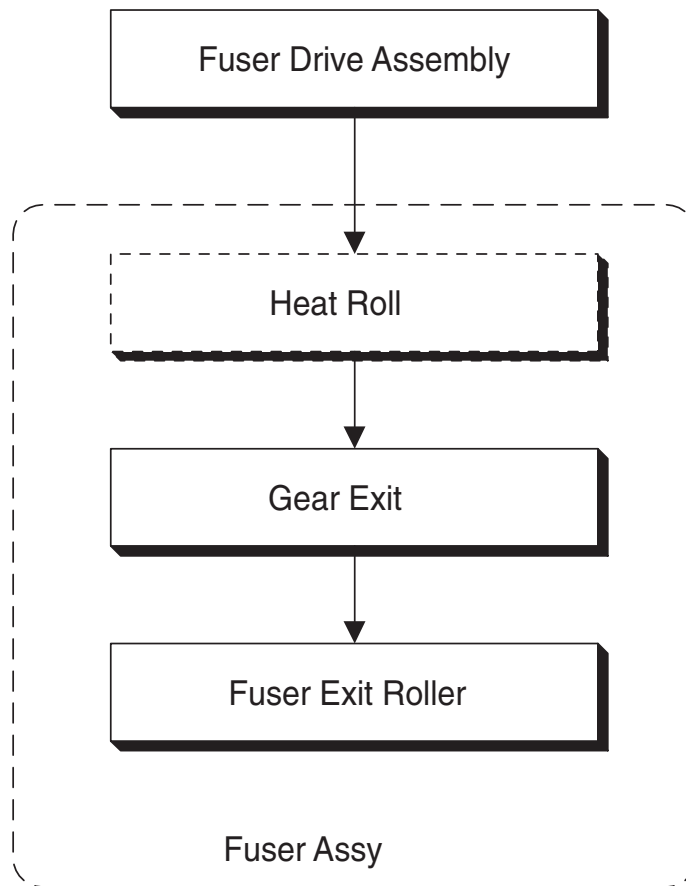 Fuser Drive Assembly
Heat Roll
Gear Exit
Fuser Exit Roller
Fuser Assy